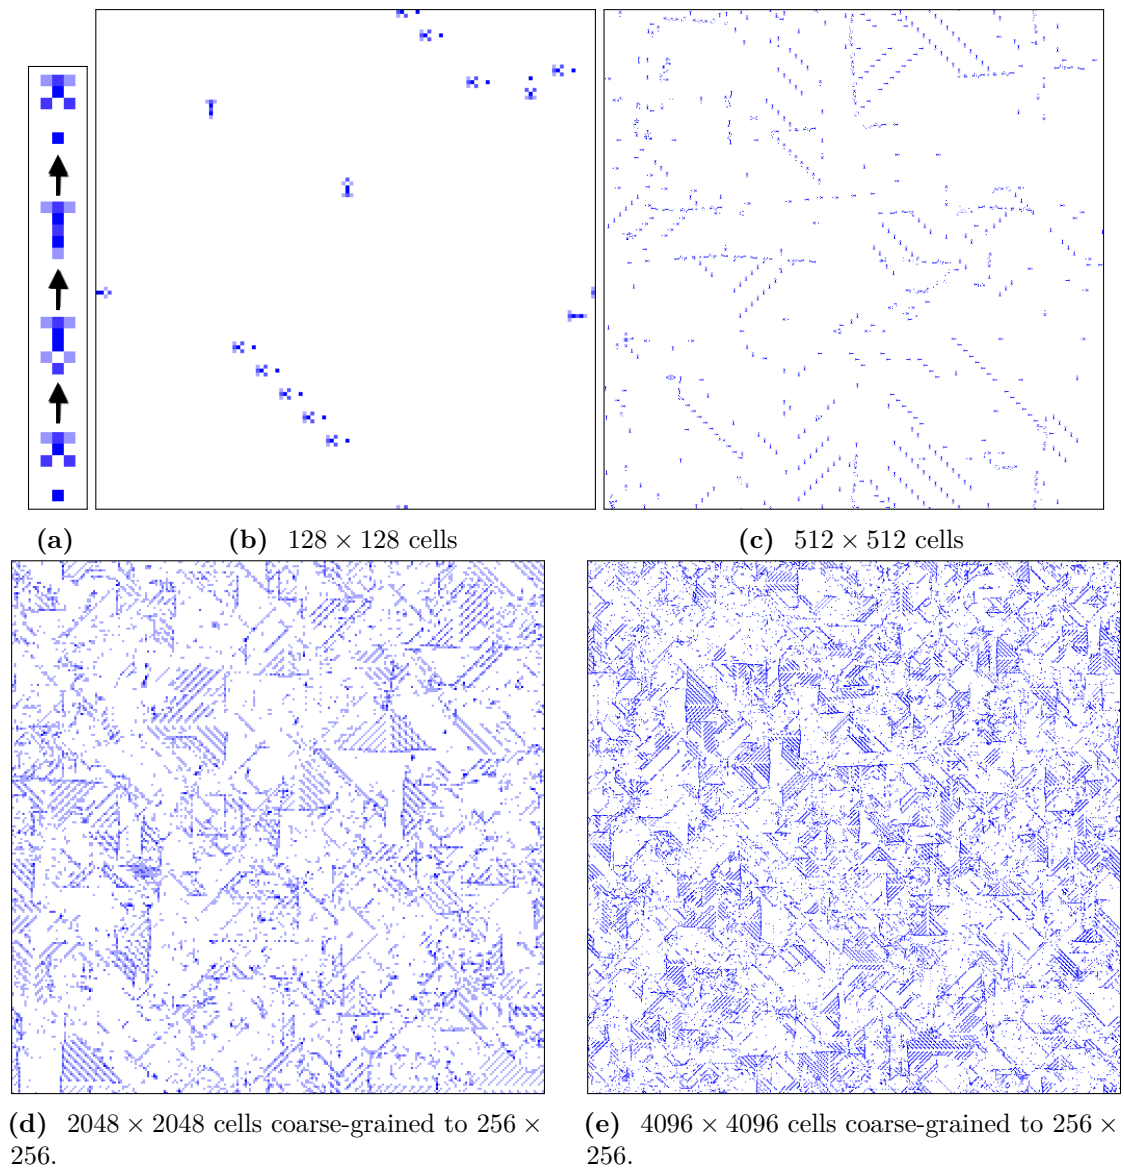 (a)
(b) 128 × 128 cells
(c) 512 × 512 cells
(d) 2048 × 2048 cells coarse-grained to 256 ×
256.
(e) 4096 × 4096 cells coarse-grained to 256 ×
256.